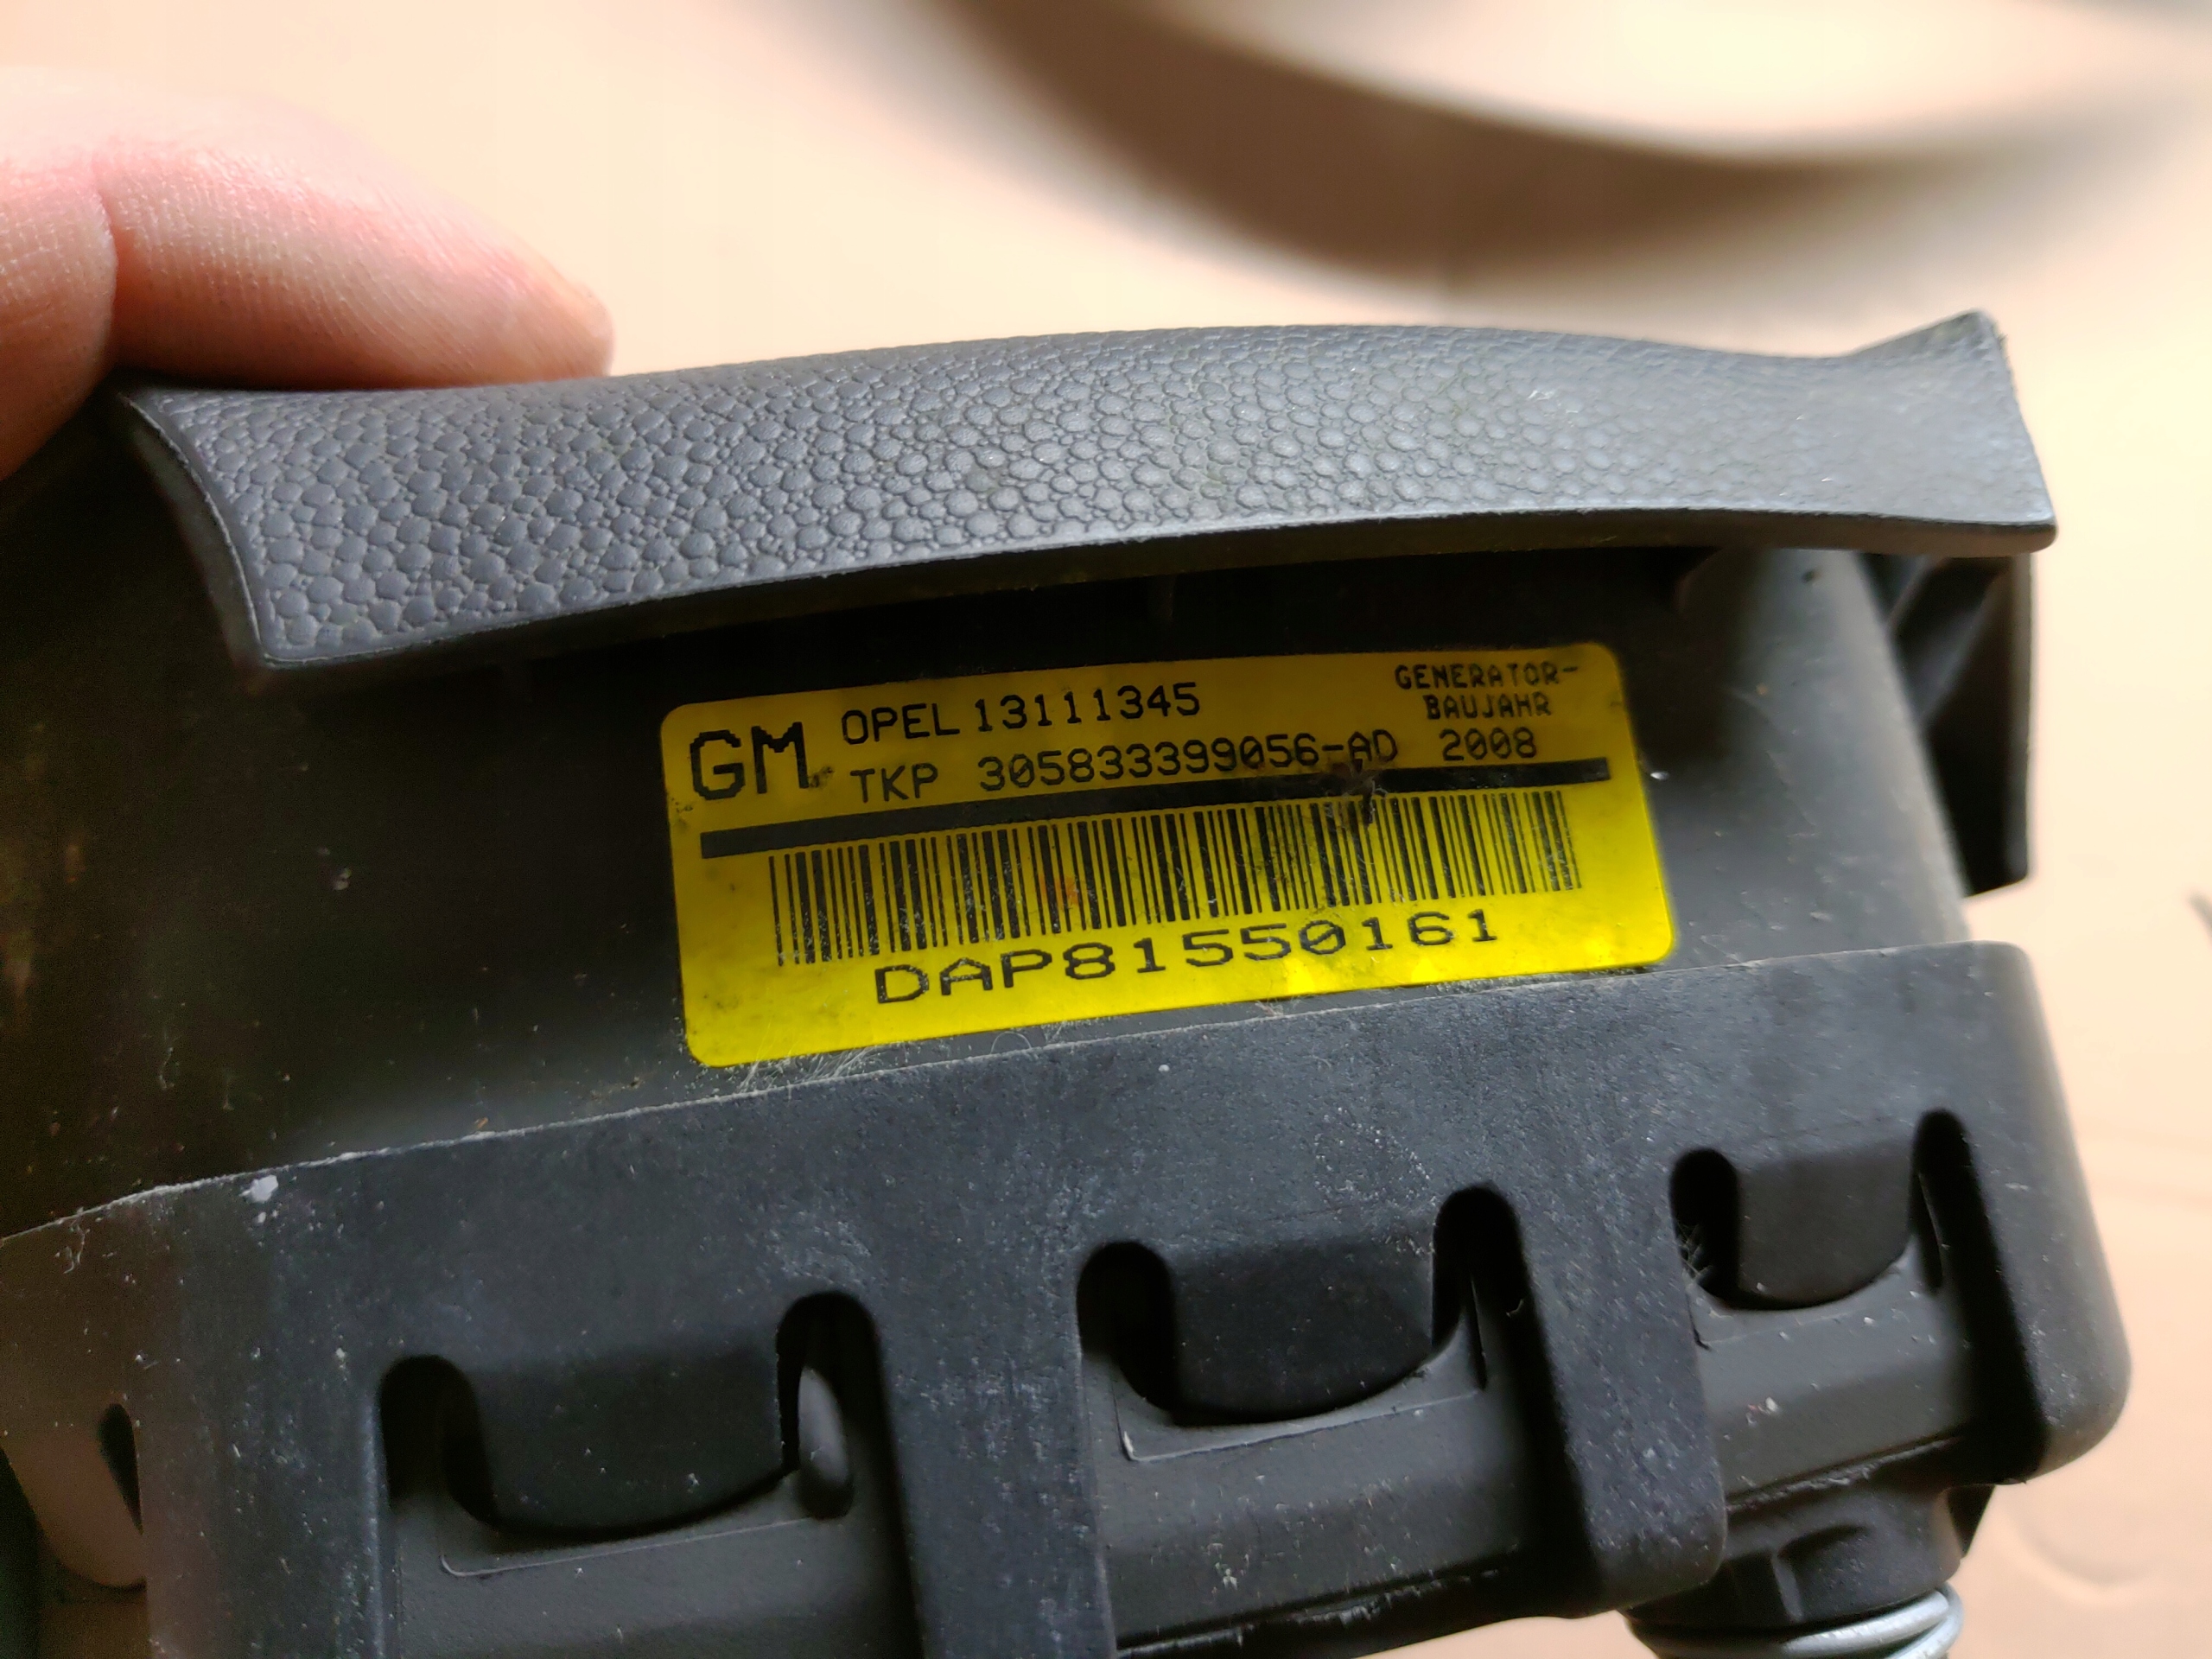 GM OPEL 13111345 GENERATOR-
BAUJAHR
TKP 305833399056-AD 2008
DAP81550161